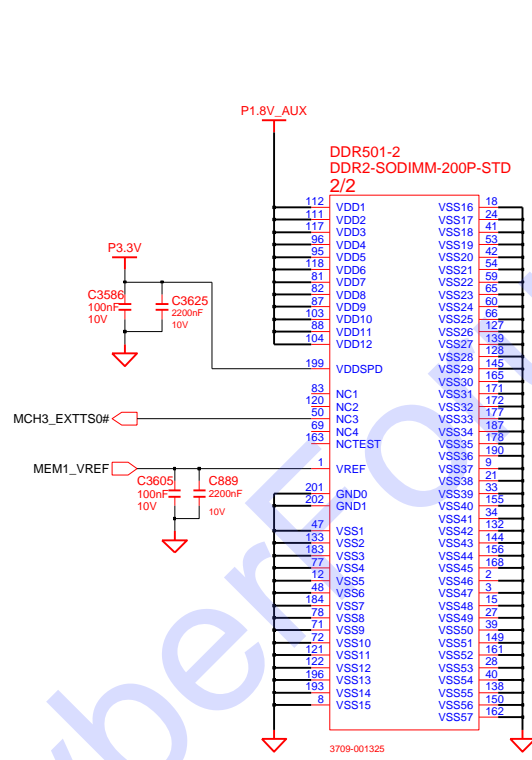 P1.8V_AUX
DDR501-2
DDR2-SODIMM-200P-STD
2/2
112 VDD1 VSS16 18
111 VDD2 VSS17 24
117 VDD3 VSS18 41
96 VDD4 VSS19 53
95 VDD5 VSS20 42
118 VDD6 VSS21 54
81 VDD7 VSS22 59
82 VDD8 VSS23 65
87 VDD9 VSS24 60
103 VDD10 VSS25 66
88 VDD11 VSS26 127
104 VDD12 VSS27 139
VSS28 128
199 VDDSPD VSS29 145
VSS30 165
83 NC1 VSS31 171
120 NC2 VSS32 172
50 NC3 VSS33 177
69 NC4 VSS34 187
163 NCTEST VSS35 178
VSS36 190
1 VREF VSS37 9
VSS38 21
201 GND0 VSS39 33
202 GND1 VSS40 155
VSS41 34
47 VSS1 VSS42 132
133 VSS2 VSS43 144
183 VSS3 VSS44 156
77 VSS4 VSS45 168
12 VSS5 VSS46 2
48 VSS6 VSS47 3
184 VSS7 VSS48 15
78 VSS8 VSS49 27
71 VSS9 VSS50 39
72 VSS10 VSS51 149
121 VSS11 VSS52 161
122 VSS12 VSS53 28
196 VSS13 VSS54 40
193 VSS14 VSS55 138
8 VSS15 VSS56 150
VSS57 162
3709-001325
P3.3V
C3586
100nF
10V
C3625
2200nF
10V
MCH3_EXTTS0#
MEM1_VREF
C3605
100nF
10V
C889
2200nF
10V